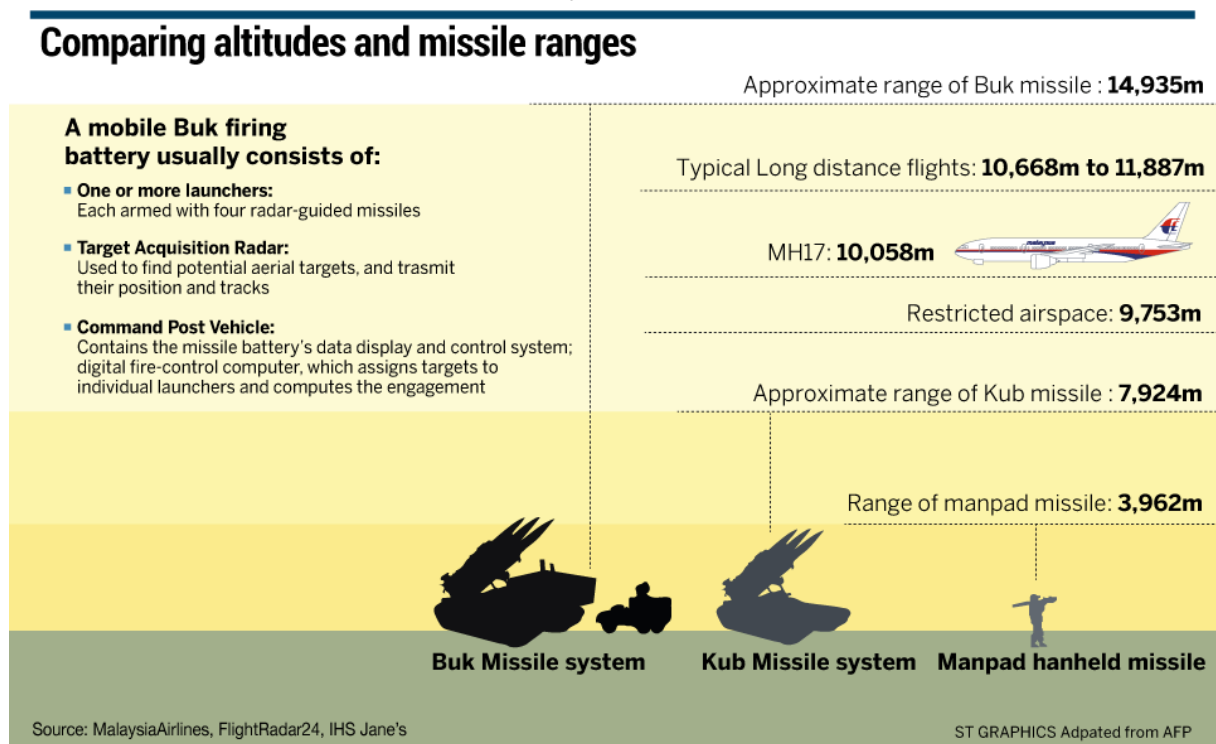 Comparing altitudes and missile ranges
Approximate range of Buk missile : 14,935m
A mobile Buk firing
battery usually consists of:
One or more launchers:
Each armed with four radar-guided missiles
Target Acquisition Radar:
Used to find potential aerial targets, and trasmit
their position and tracks
Command Post Vehicle:
Contains the missile battery's data display and control system;
digital fire-control computer, which assigns targets to
individual launchers and computes the engagement
Typical Long distance flights: 10,668m to 11,887m
MH17: 10,058m
malaysia
Restricted airspace: 9,753m
Approximate range of Kub missile : 7,924m
Range of manpad missile: 3,962m
Buk Missile system
Kub Missile system
Manpad hanheld missile
Source: MalaysiaAirlines, FlightRadar24, IHS Jane's
ST GRAPHICS Adpated from AFP